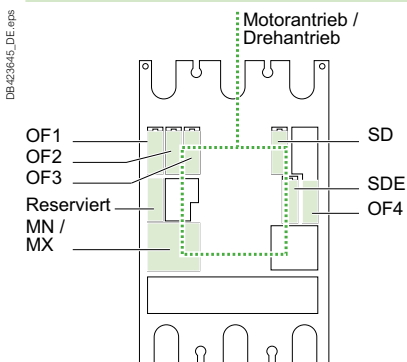 DB423645_DE.eps
Motorantrieb /
Drehantrieb
OF1
OF2
OF3
Reserviert
MN /
MX
SD
SDE
OF4